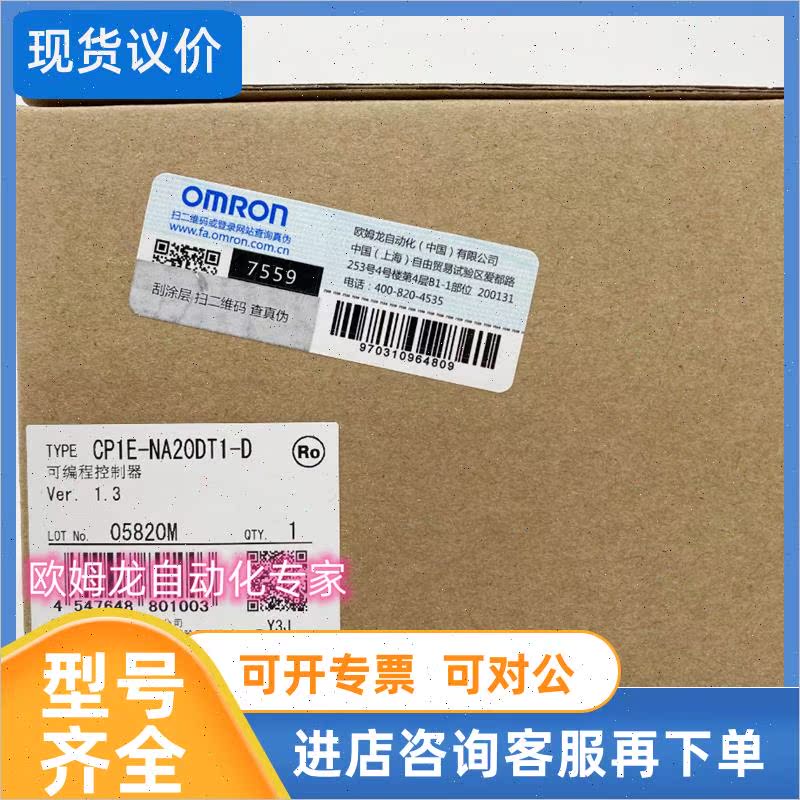 现货议价
OMRON
扫二维码或登录网站查询真伪
www.fa.omron.com.cn
7559
刮涂层 扫二维码 查真伪
欧姆龙自动化（中国）有限公司
中国（上海）自由贸易试验区爱都路
253号4号楼第4层B1-1部位 200131
电话：400-820-4535
970310964809
TYPE CP1E-NA20DT1-D
Ro
可编程控制器
Ver. 1.3
LOT No. 05820M QTY. 1
欧姆龙自动化专家
4 547648 801003
Y3J
型号
齐全
可开专票 可对公
进店咨询客服再下单